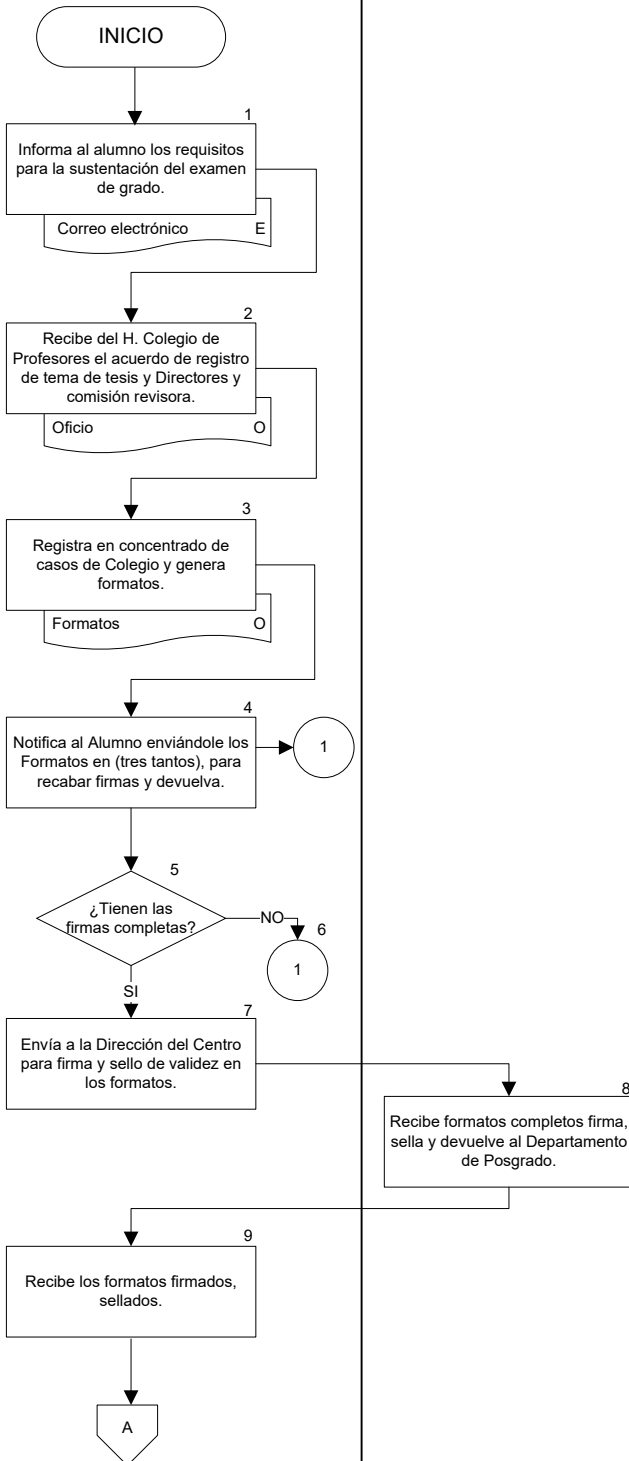 INICIO
1
Informa al alumno los requisitos
para la sustentación del examen
de grado.
Correo electrónico E
2
Recibe del H. Colegio de
Profesores el acuerdo de registro
de tema de tesis y Directores y
comisión revisora.
Oficio O
3
Registra en concentrado de
casos de Colegio y genera
formatos.
Formatos O
4
Notifica al Alumno enviándole los
Formatos en (tres tantos), para
recabar firmas y devuelva.
1
5
¿Tienen las
firmas completas?
NO
6
1
SI
7
Envía a la Dirección del Centro
para firma y sello de validez en
los formatos.
8
Recibe formatos completos firma,
sella y devuelve al Departamento
de Posgrado.
9
Recibe los formatos firmados,
sellados.
A